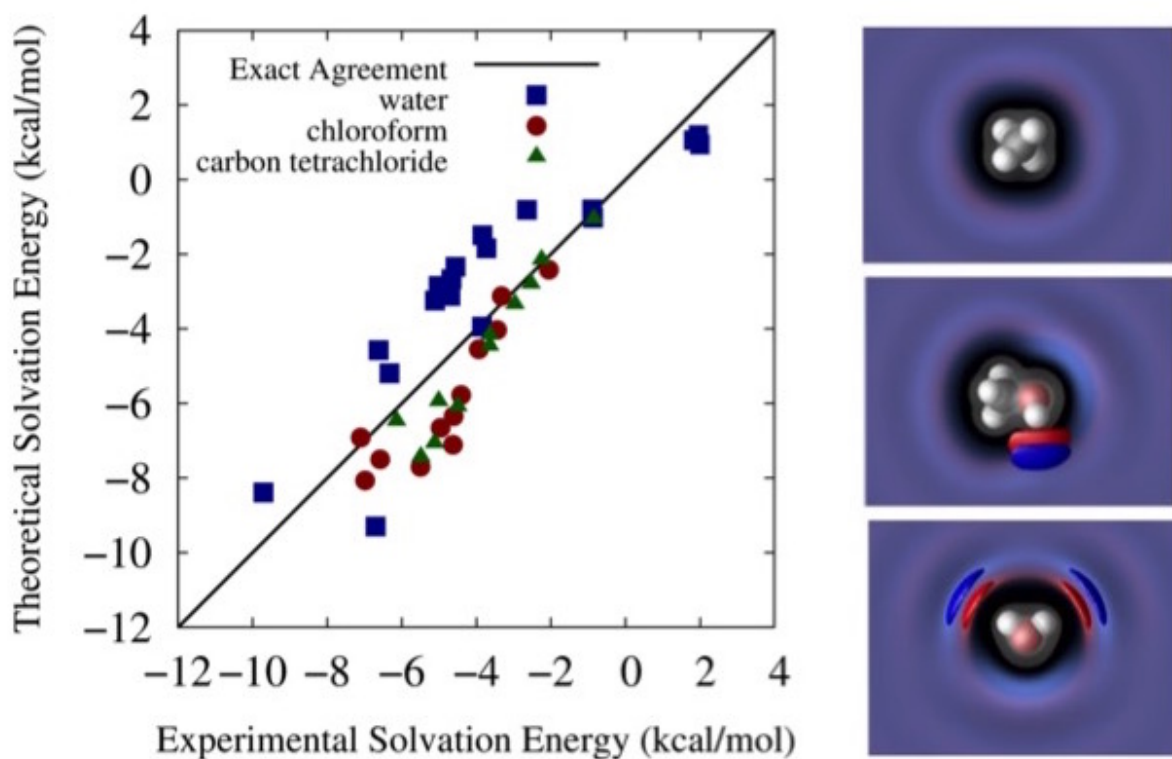 Theoretical Solvation Energy (kcal/mol)
4
2
0
−2
−4
−6
−8
−10
−12
Exact Agreement
water
chloroform
carbon tetrachloride
−12 −10 −8 −6 −4 −2 0 2 4
Experimental Solvation Energy (kcal/mol)